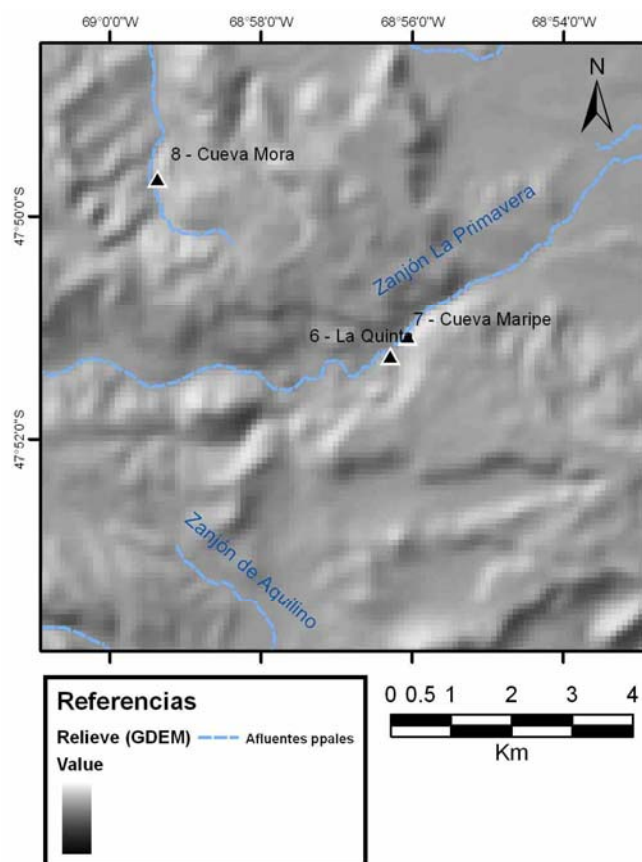 69°0'0"W 68°58'0"W 68°56'0"W 68°54'0"W
N
8 - Cueva Mora
47°50'0"S
Zanjón La Primavera
7 - Cueva Maripe
6 - La Quinta
47°52'0"S
Zanjón de Aquilino
Referencias
Relieve (GDEM) Afluentes ppales
Value
0 0.5 1 2 3 4
Km